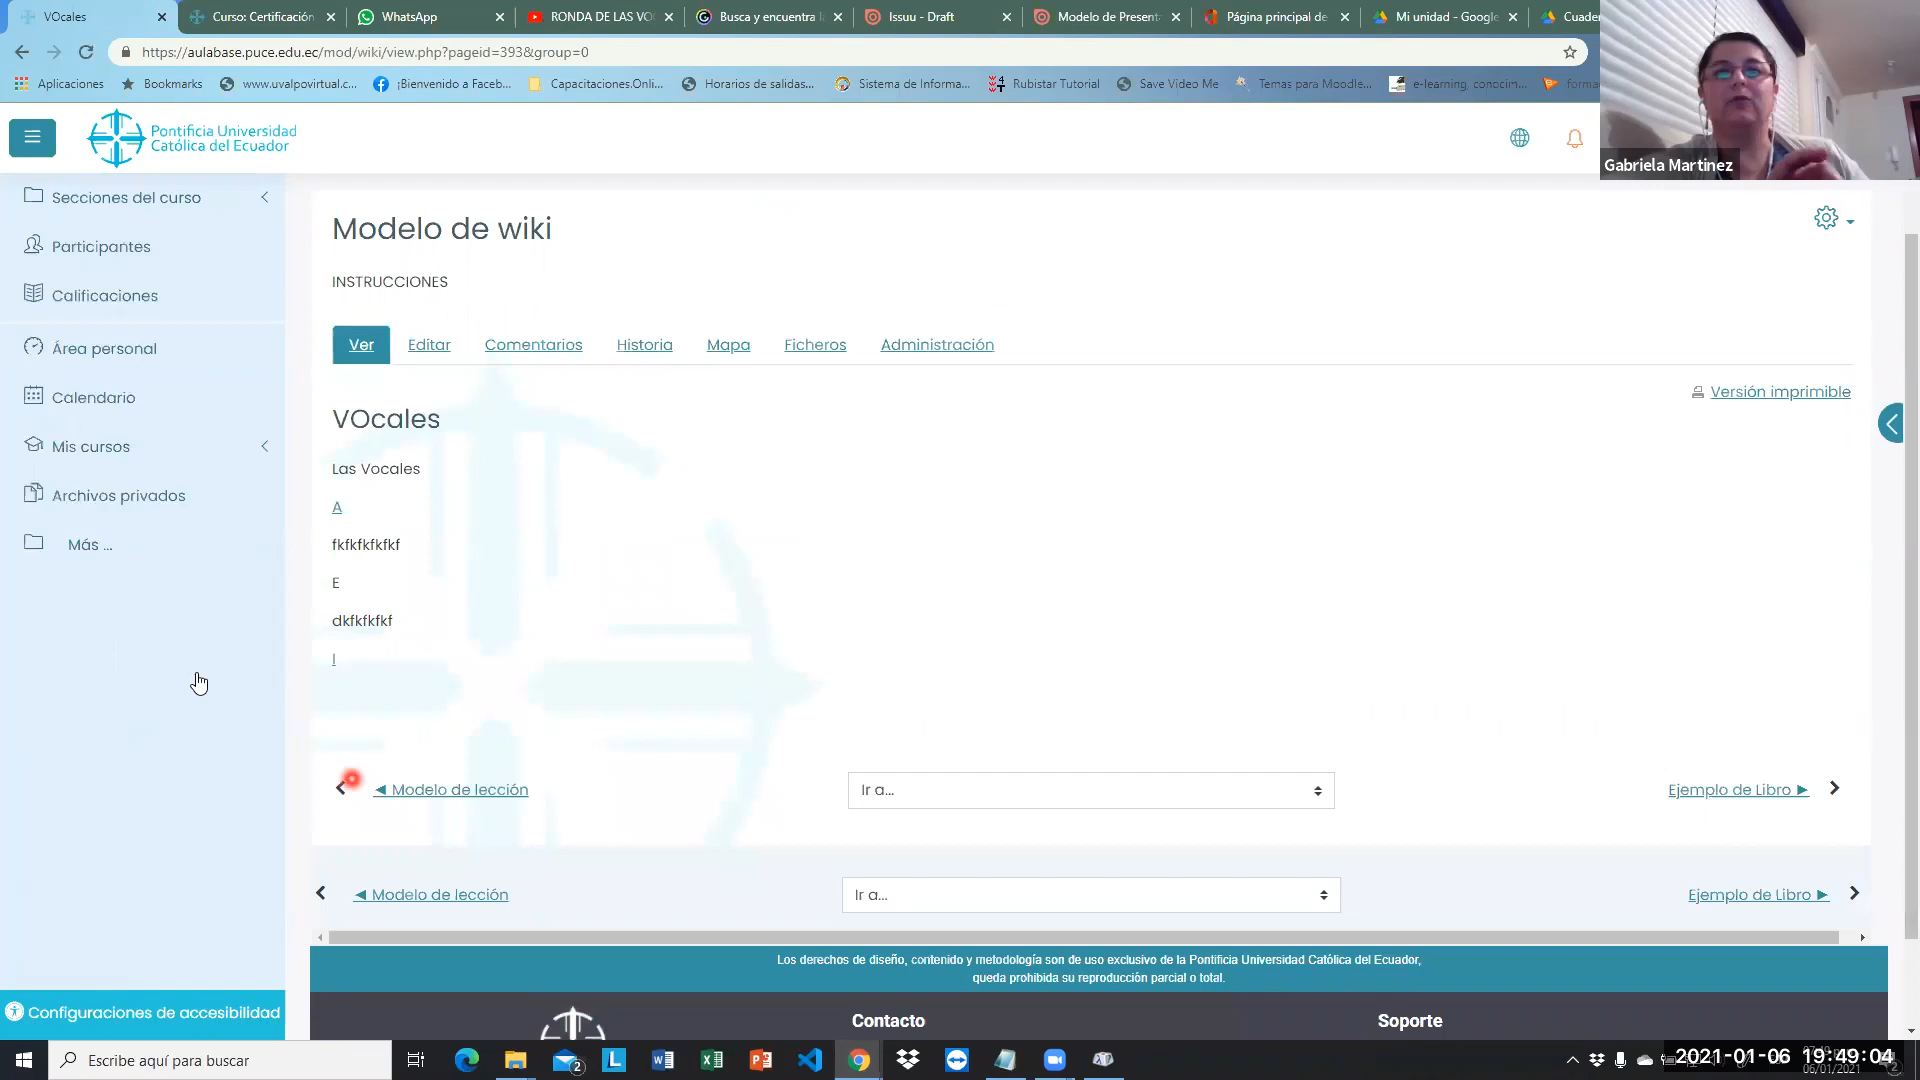 VOcales
Curso: Certificación
WhatsApp
RONDA DE LAS VO
Busca y encuentra l
Issuu - Draft
Modelo de Present
Página principal de
Mi unidad - Google
Cuader
https://aulabase.puce.edu.ec/mod/wiki/view.php?pageid=393&group=0
Aplicaciones
Bookmarks
www.uvalpovirtual.c...
¡Bienvenido a Faceb...
Capacitaciones.Onli...
Horarios de salidas...
Sistema de Informa...
Rubistar Tutorial
Save Video Me
Temas para Moodle...
e-learning, conocim...
forma
Pontificia Universidad
Católica del Ecuador
Gabriela Martinez
Secciones del curso
Participantes
Calificaciones
Área personal
Calendario
Mis cursos
Archivos privados
Más ...
Configuraciones de accesibilidad
Modelo de wiki
INSTRUCCIONES
Ver
Editar
Comentarios
Historia
Mapa
Ficheros
Administración
Versión imprimible
VOcales
Las Vocales
A
fkfkfkfkfkf
E
dkfkfkfkf
I
◄ Modelo de lección
Ir a...
Ejemplo de Libro ►
◄ Modelo de lección
Ir a...
Ejemplo de Libro ►
Los derechos de diseño, contenido y metodología son de uso exclusivo de la Pontificia Universidad Católica del Ecuador,
queda prohibida su reproducción parcial o total.
Contacto
Soporte
Escribe aquí para buscar
2021-01-06 19:49:04
06/01/2021